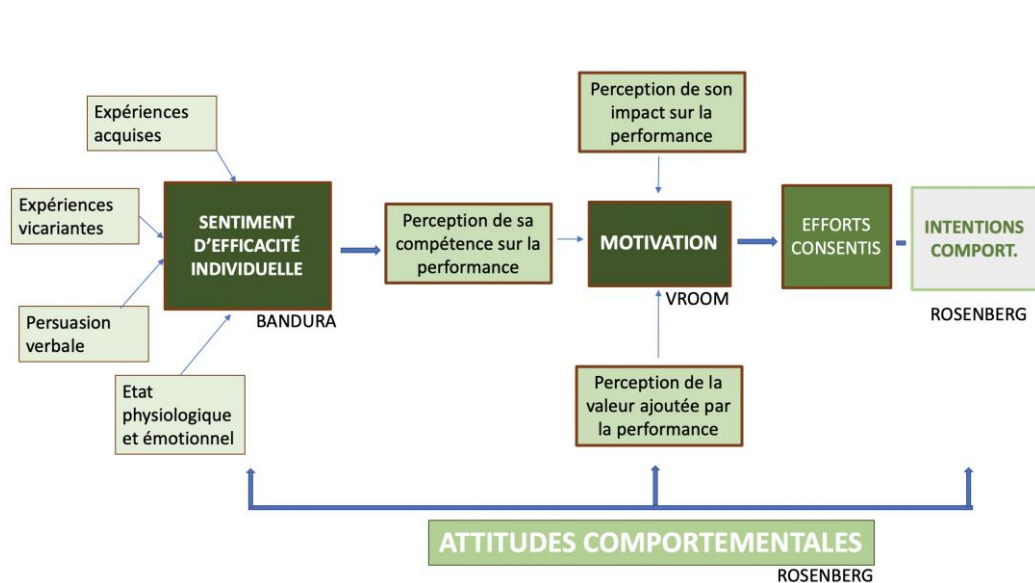 Expériences
acquises
Expériences
vicariantes
Persuasion
verbale
Etat
physiologique
et émotionnel
SENTIMENT
D'EFFICACITÉ
INDIVIDUELLE
BANDURA
Perception de sa
compétence sur la
performance
Perception de son
impact sur la
performance
MOTIVATION
VROOM
Perception de la
valeur ajoutée par
la performance
EFFORTS
CONSENTIS
INTENTIONS
COMPORT.
ROSENBERG
ATTITUDES COMPORTEMENTALES
ROSENBERG